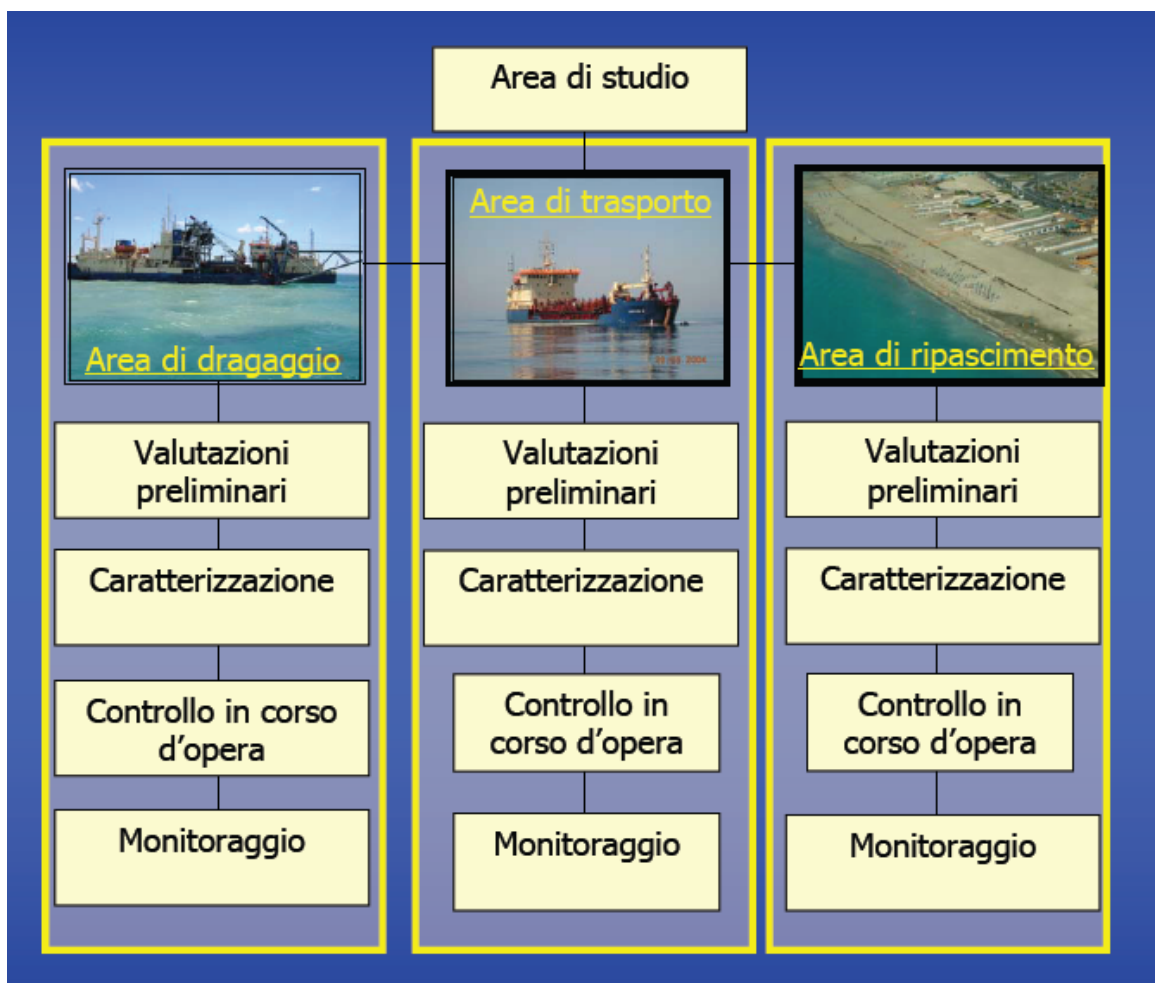 Area di studio
Area di dragaggio
Valutazioni
preliminari
Caratterizzazione
Controllo in corso
d’opera
Monitoraggio
Area di trasporto
Valutazioni
preliminari
Caratterizzazione
Controllo in
corso d’opera
Monitoraggio
Area di ripascimento
Valutazioni
preliminari
Caratterizzazione
Controllo in
corso d’opera
Monitoraggio